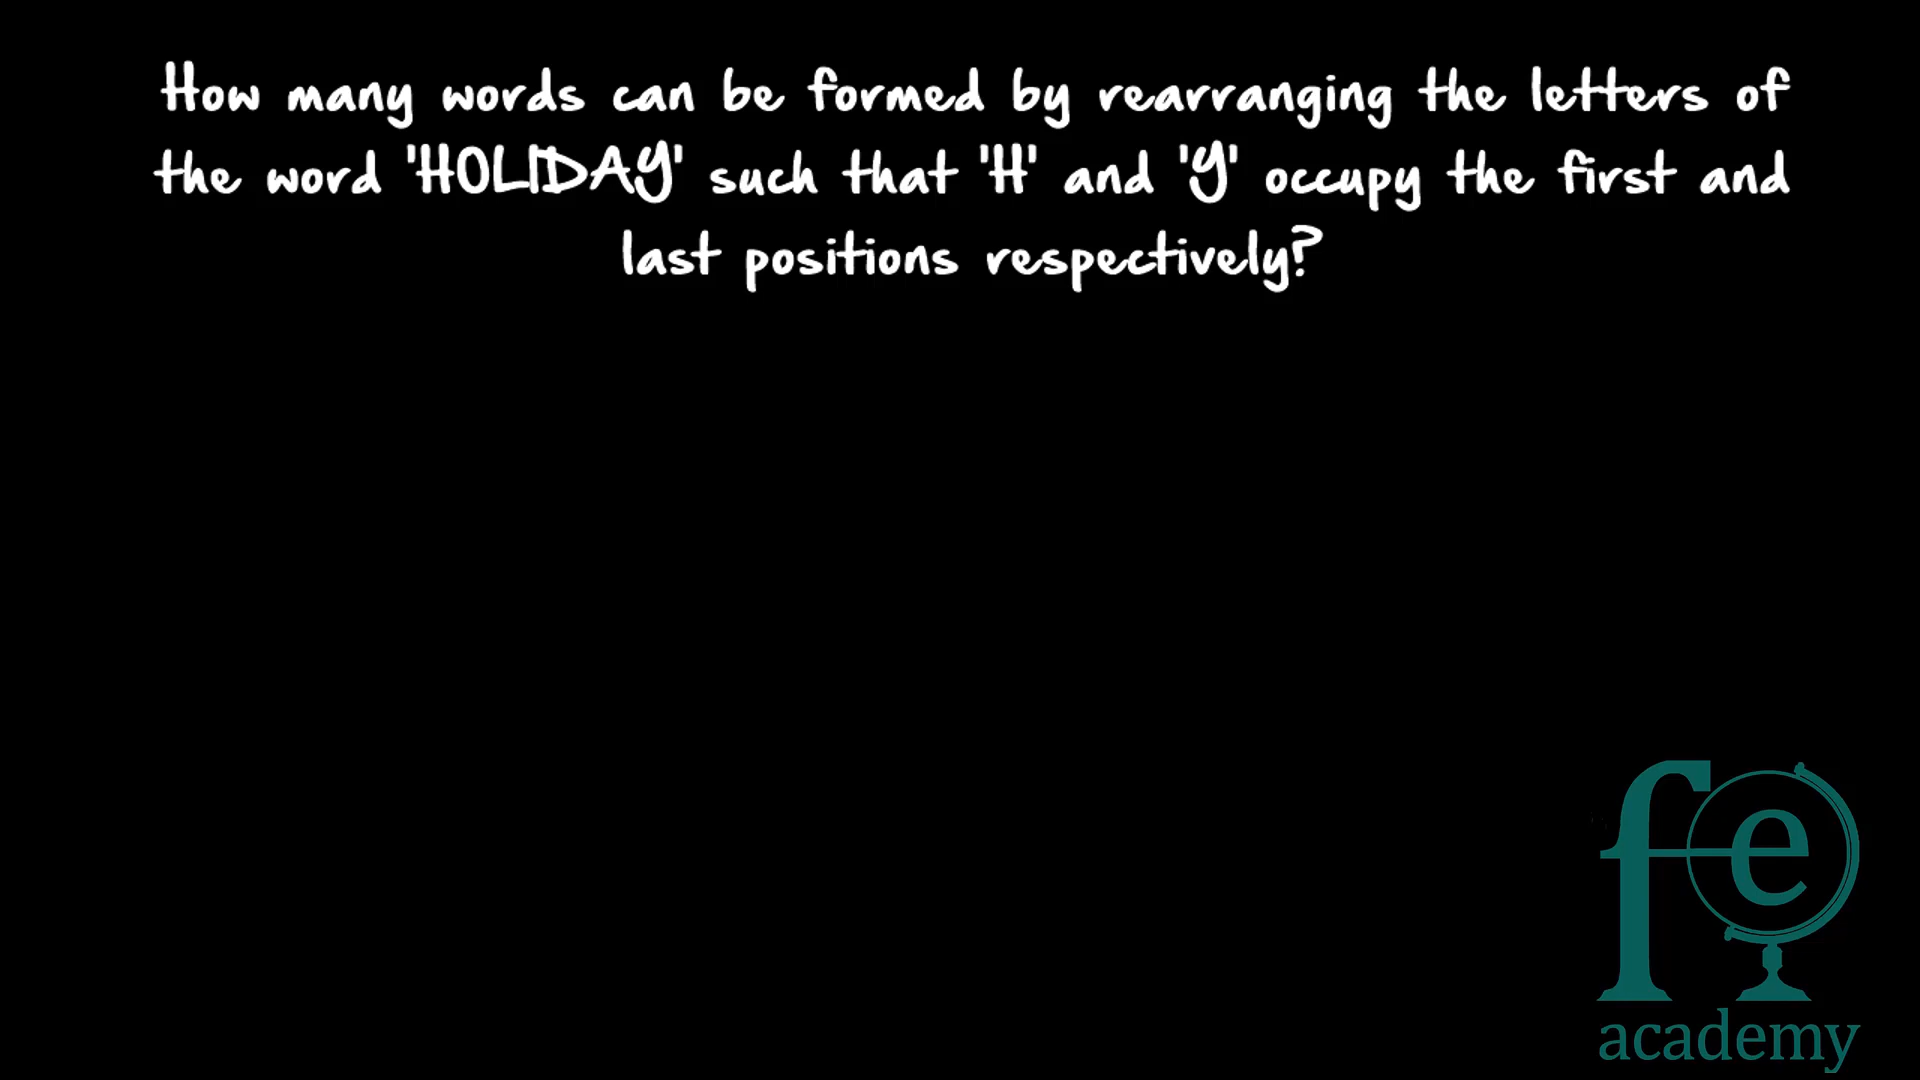 How many words can be formed by rearranging the letters of
the word 'HOLIDAY' such that 'H' and 'Y' occupy the first and
last positions respectively?
fe
academy